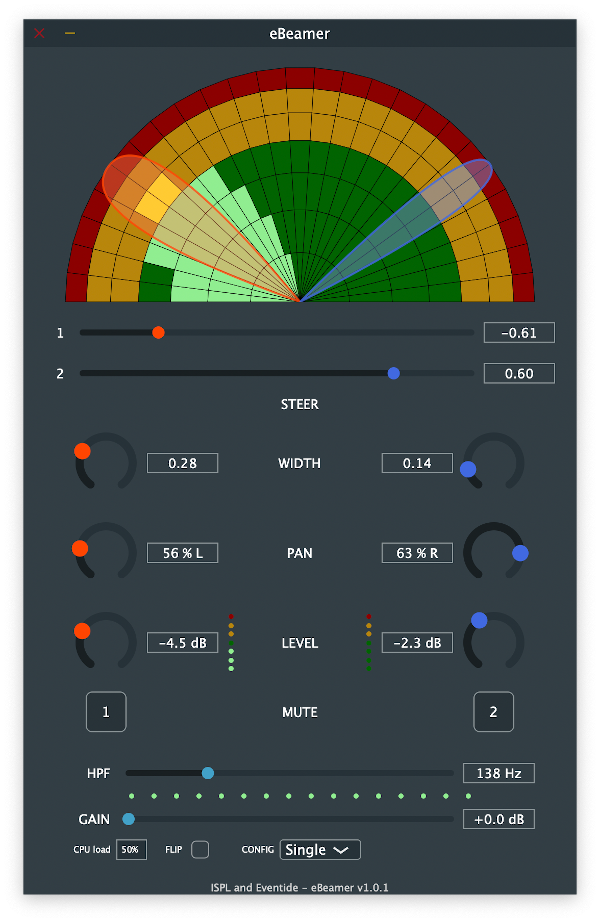 eBeamer
1 −0.61
2 0.60
STEER
0.28 WIDTH 0.14
56 % L PAN 63 % R
−4.5 dB LEVEL −2.3 dB
1 MUTE 2
HPF 138 Hz
GAIN +0.0 dB
CPU load 50% FLIP CONFIG Single
ISPL and Eventide – eBeamer v1.0.1